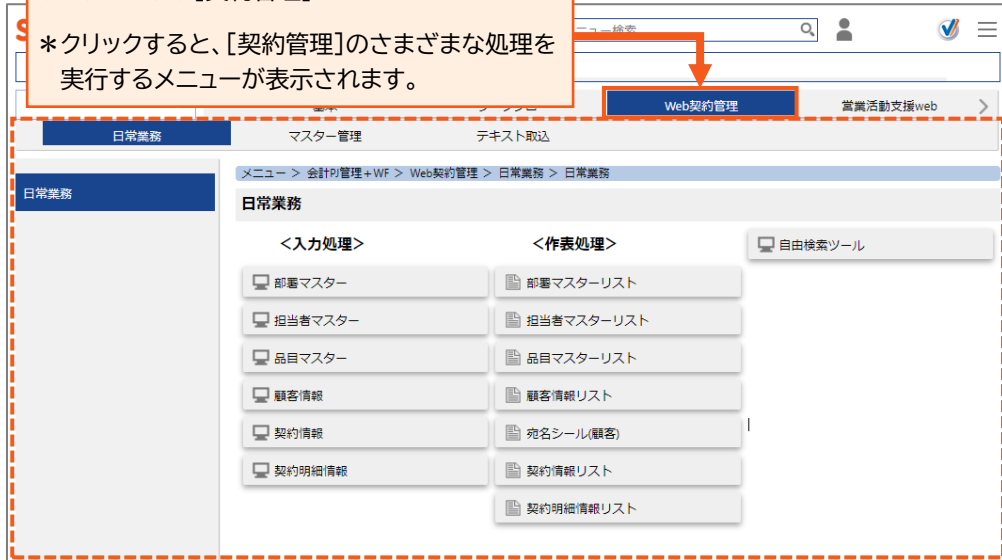 *クリックすると、[契約管理]のさまざまな処理を
実行するメニューが表示されます。
Web契約管理
営業活動支援web
日常業務
マスター管理
テキスト取込
日常業務
メニュー > 会計PJ管理+WF > Web契約管理 > 日常業務 > 日常業務
日常業務
<入力処理>
<作表処理>
自由検索ツール
部署マスター
部署マスターリスト
担当者マスター
担当者マスターリスト
品目マスター
品目マスターリスト
顧客情報
顧客情報リスト
契約情報
宛名シール(顧客)
契約明細情報
契約情報リスト
契約明細情報リスト